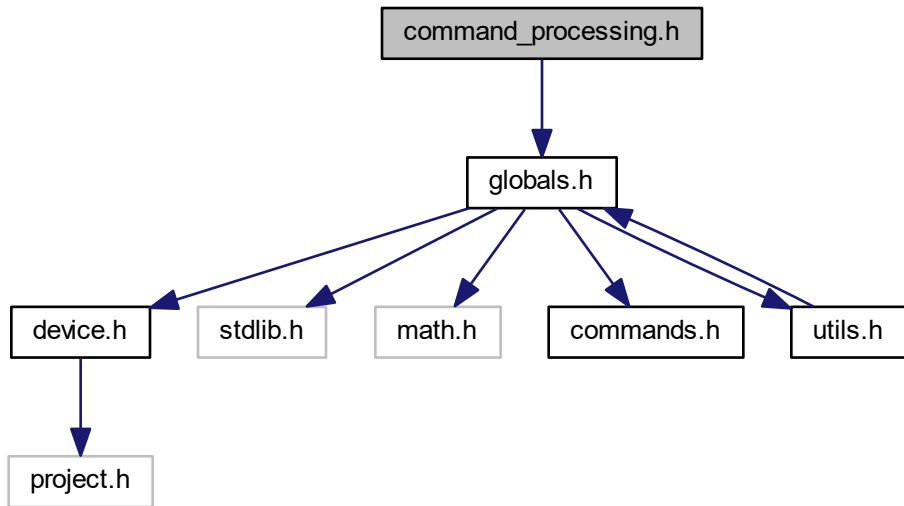 command_processing.h
globals.h
device.h
stdlib.h
math.h
commands.h
utils.h
project.h